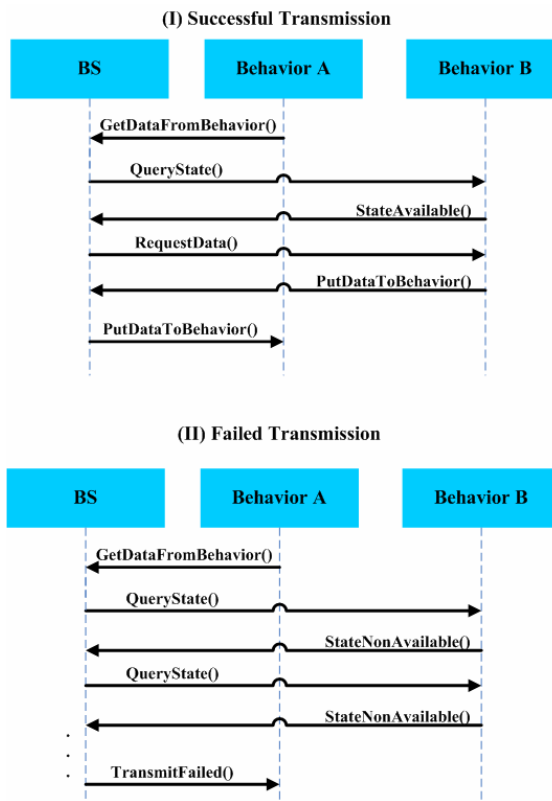 (I) Successful Transmission
BS Behavior A Behavior B
GetDataFromBehavior()
QueryState()
StateAvailable()
RequestData()
PutDataToBehavior()
PutDataToBehavior()
(II) Failed Transmission
BS Behavior A Behavior B
GetDataFromBehavior()
QueryState()
StateNonAvailable()
QueryState()
StateNonAvailable()
.
.
.
TransmitFailed()